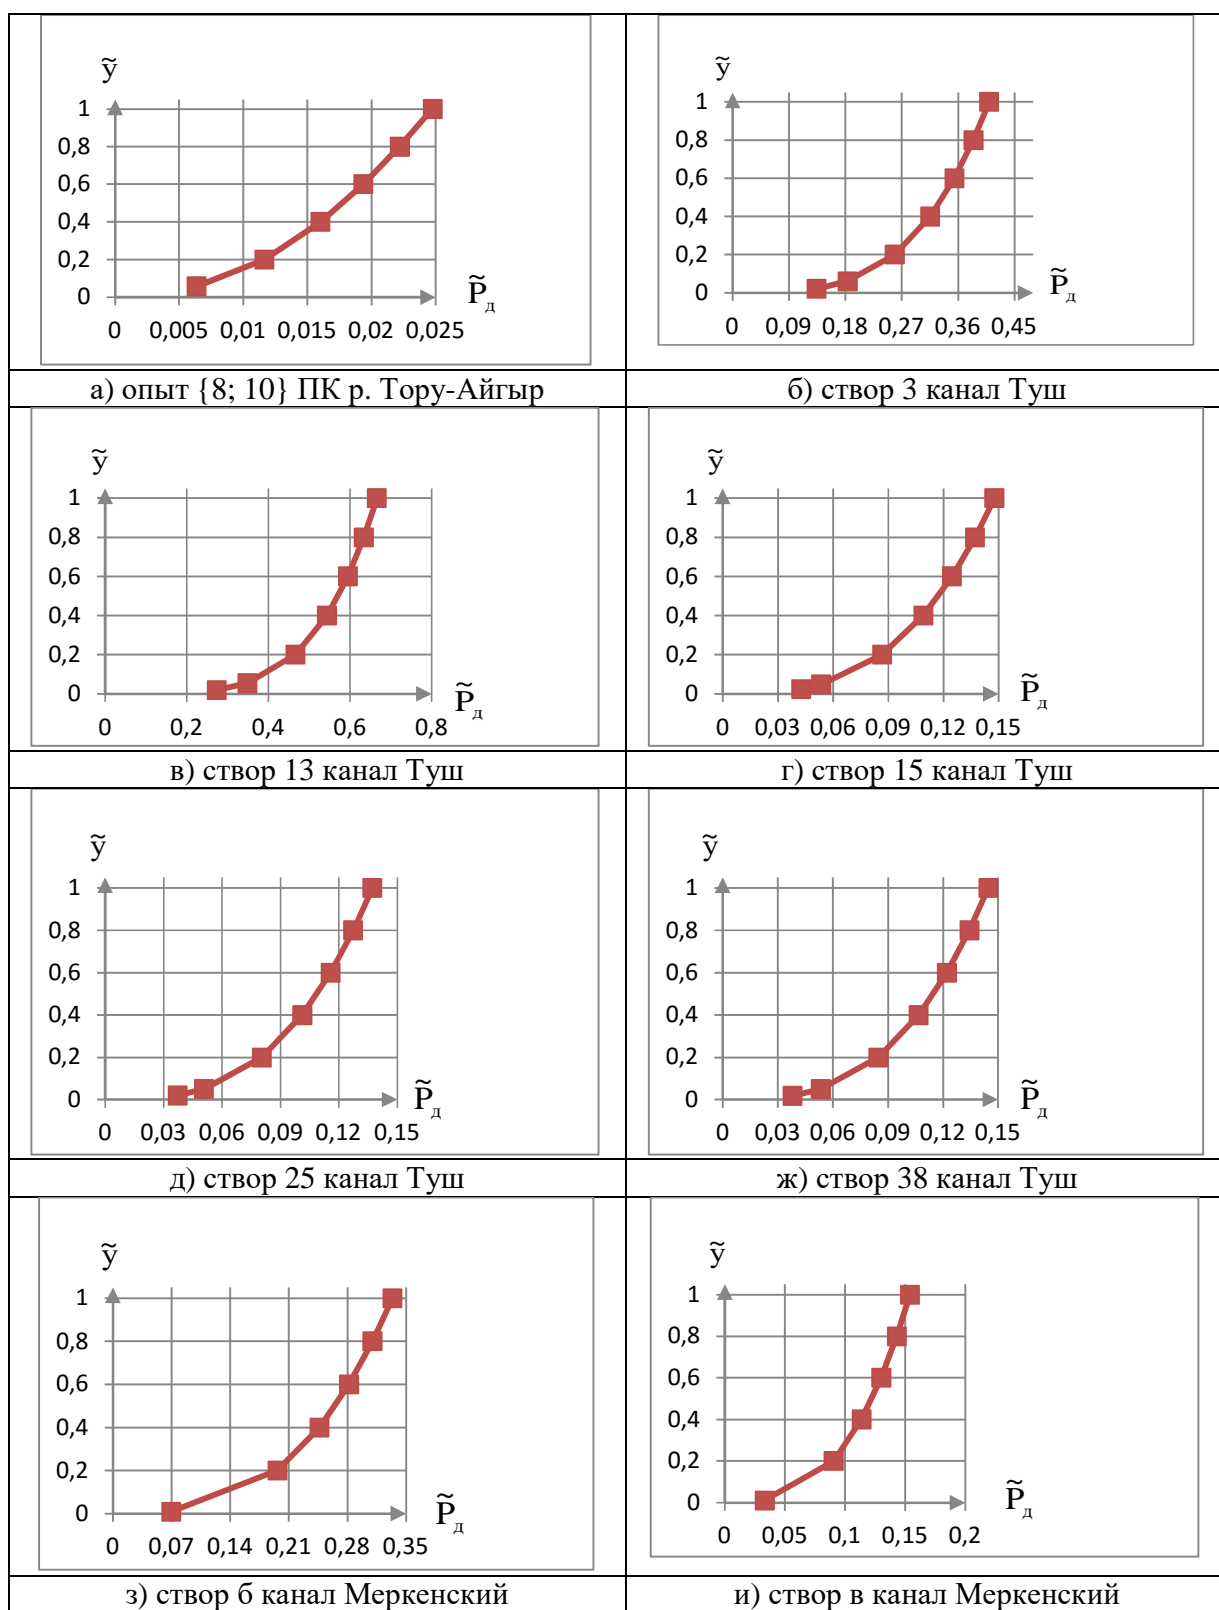 ỹ
1
0,8
0,6
0,4
0,2
0
P̃д
0 0,005 0,01 0,015 0,02 0,025
а) опыт {8; 10} ПК р. Тору-Айгыр
ỹ
1
0,8
0,6
0,4
0,2
0
P̃д
0 0,09 0,18 0,27 0,36 0,45
б) створ 3 канал Туш
ỹ
1
0,8
0,6
0,4
0,2
0
P̃д
0 0,2 0,4 0,6 0,8
в) створ 13 канал Туш
ỹ
1
0,8
0,6
0,4
0,2
0
P̃д
0 0,03 0,06 0,09 0,12 0,15
г) створ 15 канал Туш
ỹ
1
0,8
0,6
0,4
0,2
0
P̃д
0 0,03 0,06 0,09 0,12 0,15
д) створ 25 канал Туш
ỹ
1
0,8
0,6
0,4
0,2
0
P̃д
0 0,03 0,06 0,09 0,12 0,15
ж) створ 38 канал Туш
ỹ
1
0,8
0,6
0,4
0,2
0
P̃д
0 0,07 0,14 0,21 0,28 0,35
з) створ б канал Меркенский
ỹ
1
0,8
0,6
0,4
0,2
0
P̃д
0 0,05 0,1 0,15 0,2
и) створ в канал Меркенский